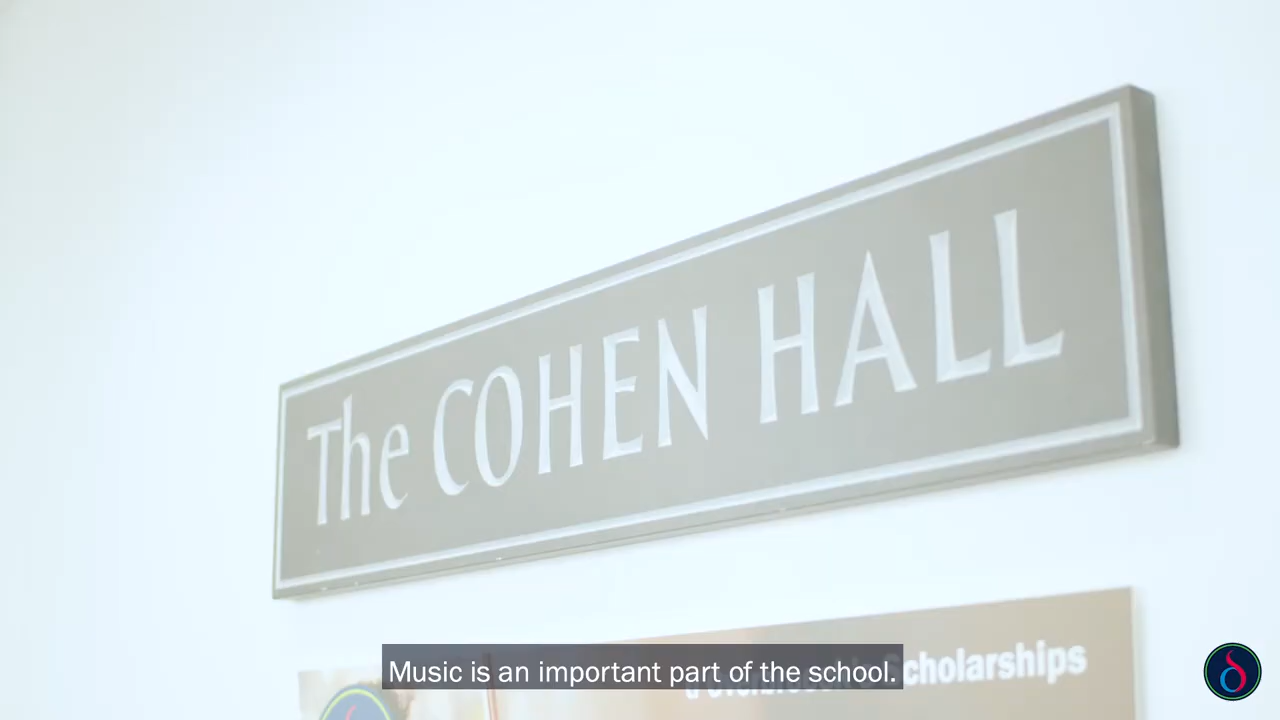 The COHEN HALL
Scholarships
Music is an important part of the school.